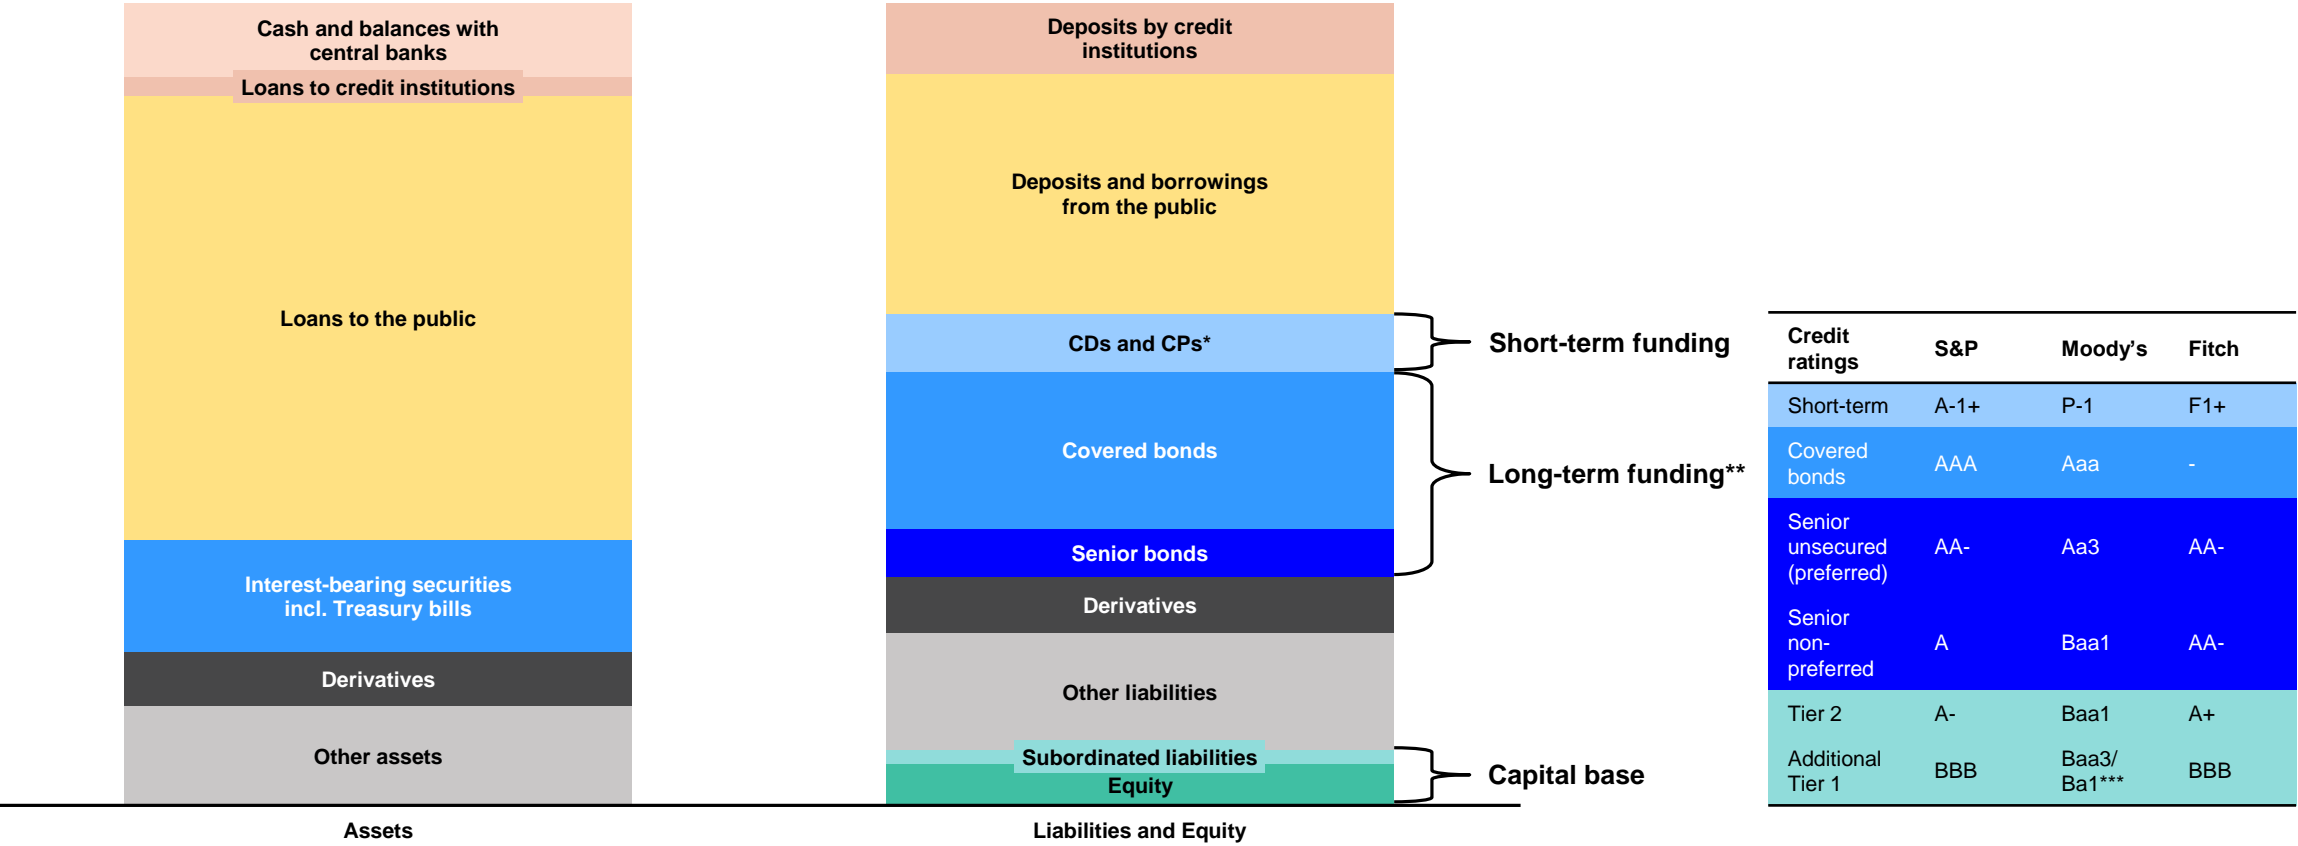 Cash and balances with
central banks
Loans to credit institutions
Loans to the public
Interest-bearing securities
incl. Treasury bills
Derivatives
Other assets
Assets
Deposits by credit
institutions
Deposits and borrowings
from the public
CDs and CPs*
Covered bonds
Senior bonds
Derivatives
Other liabilities
Subordinated liabilities
Equity
Liabilities and Equity
Short-term funding
Long-term funding**
Capital base
Credit
ratings
S&P
Moody's
Fitch
Short-term
A-1+
P-1
F1+
Covered
bonds
AAA
Aaa
-
Senior
unsecured
(preferred)
AA-
Aa3
AA-
Senior
non-
preferred
A
Baa1
AA-
Tier 2
A-
Baa1
A+
Additional
Tier 1
BBB
Baa3/
Ba1***
BBB